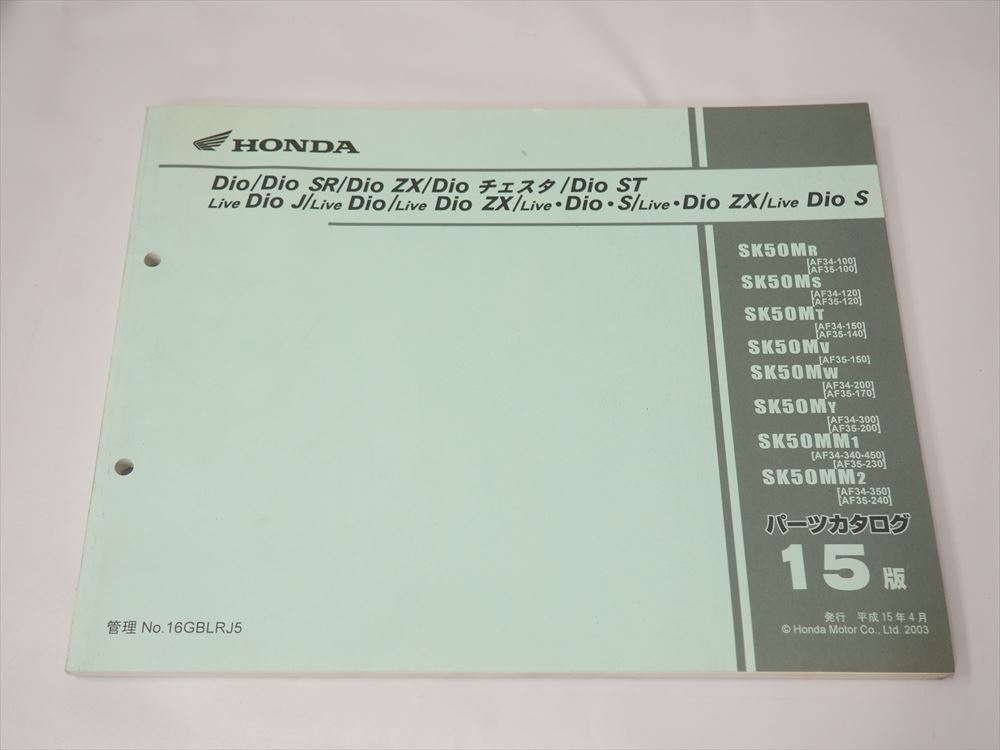 HONDA
Dio/Dio SR/Dio ZX/Dio チェスタ/Dio ST
Live Dio J/Live Dio/Live Dio ZX/Live・Dio・S/Live・Dio ZX/Live Dio S
SK50MR
[AF34-100]
[AF35-100]
SK50MS
[AF34-120]
[AF35-120]
SK50MT
[AF34-150]
[AF35-140]
SK50MV
[AF35-150]
SK50MW
[AF34-200]
[AF35-170]
SK50MY
[AF34-300]
[AF35-200]
SK50MM1
[AF34-340・450]
[AF35-230]
SK50MM2
[AF34-350]
[AF35-240]
パーツカタログ
15版
発行 平成15年4月
© Honda Motor Co., Ltd. 2003
管理 No.16GBLRJ5